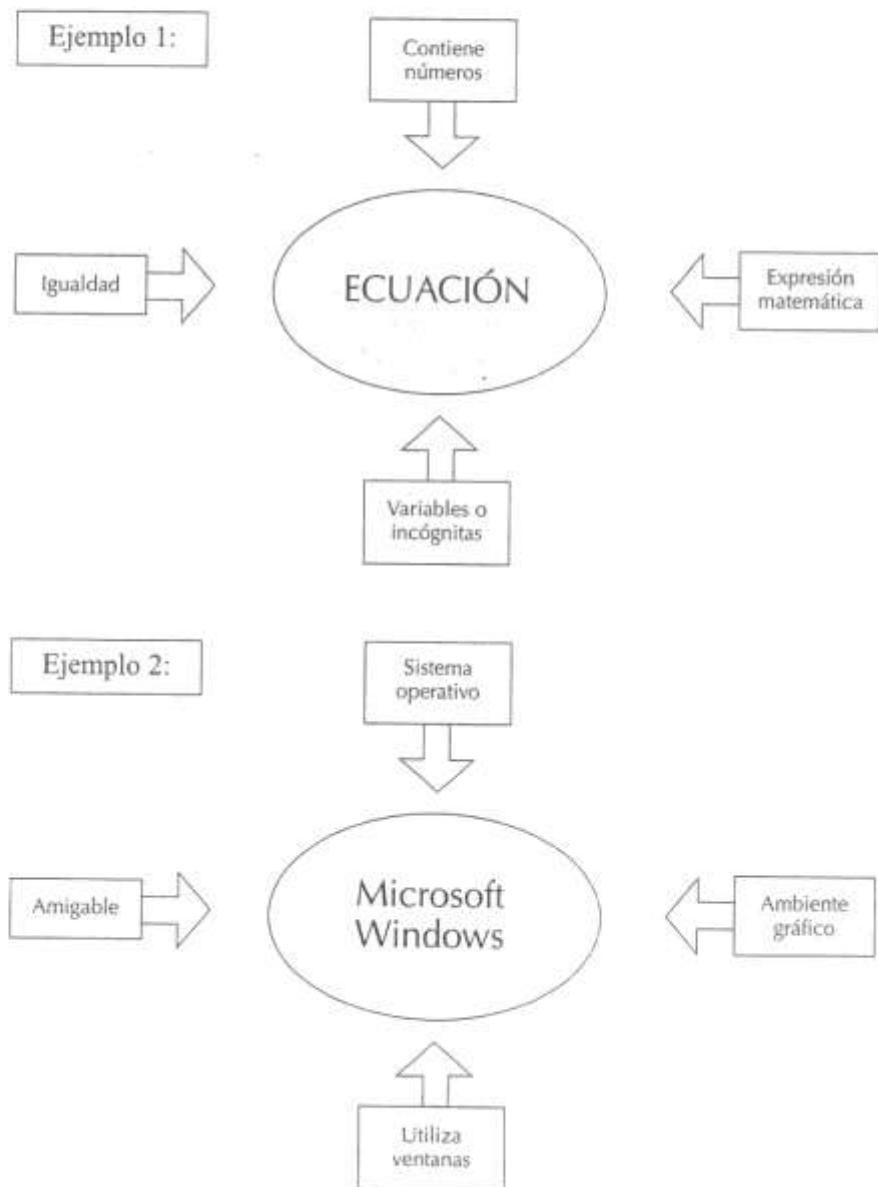 Ejemplo 1:
Contiene
números
Igualdad
ECUACIÓN
Expresión
matemática
Variables o
incógnitas
Ejemplo 2:
Sistema
operativo
Amigable
Microsoft
Windows
Ambiente
gráfico
Utiliza
ventanas